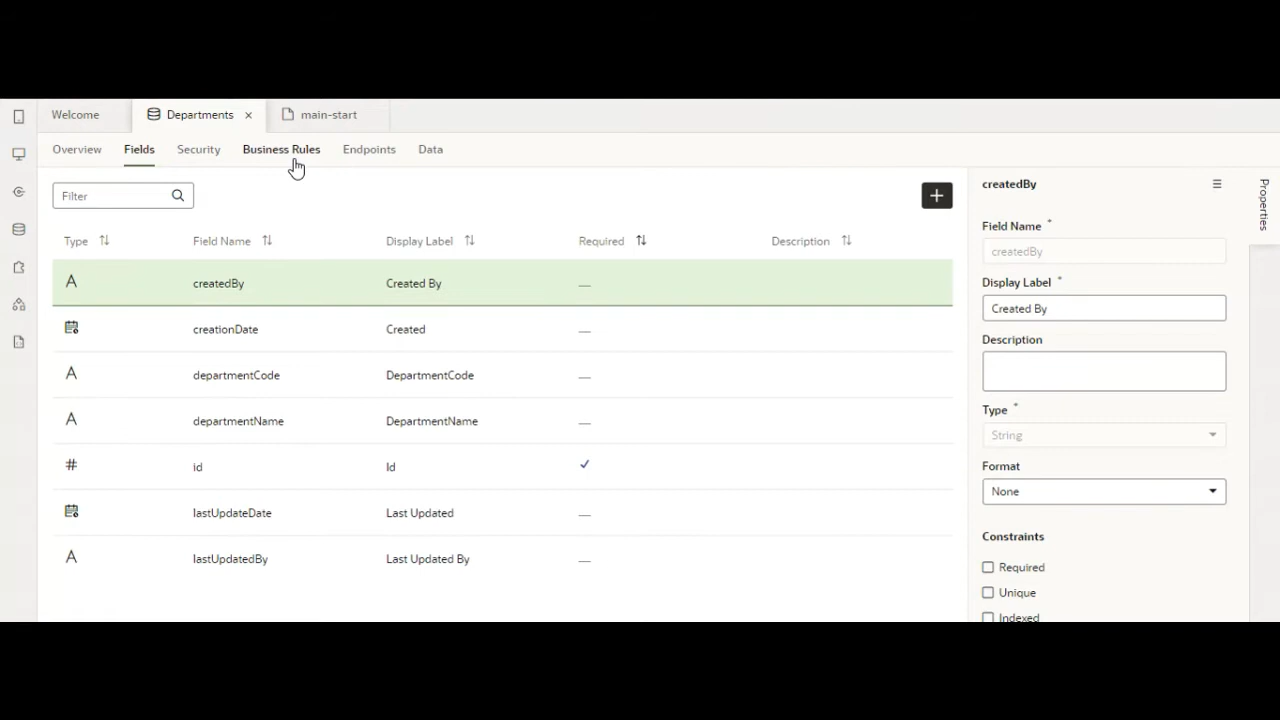 Welcome Departments × main-start
Overview Fields Security Business Rules Endpoints Data
Filter
Type Field Name Display Label Required Description
createdBy Created By —
creationDate Created —
departmentCode DepartmentCode —
departmentName DepartmentName —
id Id ✓
lastUpdateDate Last Updated —
lastUpdatedBy Last Updated By —
createdBy
Field Name *
createdBy
Display Label *
Created By
Description
Type *
String
Format
None
Constraints
Required
Unique
Indexed
Properties